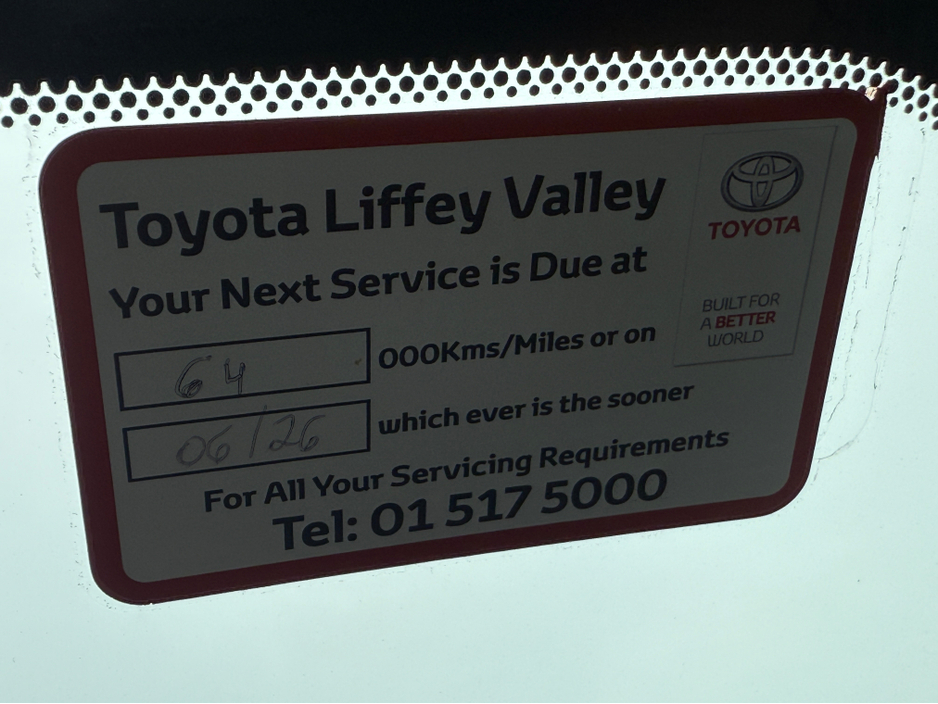 Toyota Liffey Valley
Your Next Service is Due at
64 000Kms/Miles or on
06/26 which ever is the sooner
For All Your Servicing Requirements
Tel: 01 517 5000
TOYOTA
BUILT FOR
A BETTER
WORLD